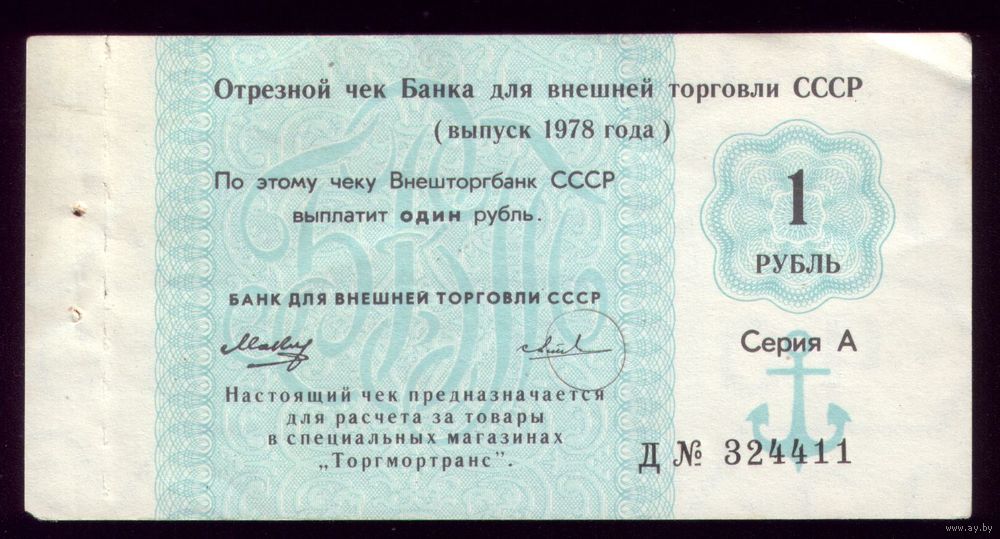 Отрезной чек Банка для внешней торговли СССР
( выпуск 1978 года )
По этому чеку Внешторгбанк СССР
выплатит один рубль.
1
РУБЛЬ
БАНК ДЛЯ ВНЕШНЕЙ ТОРГОВЛИ СССР
Серия А
Настоящий чек предназначается
для расчета за товары
в специальных магазинах
„Торгмортранс".
Д № 324411
www.ay.by